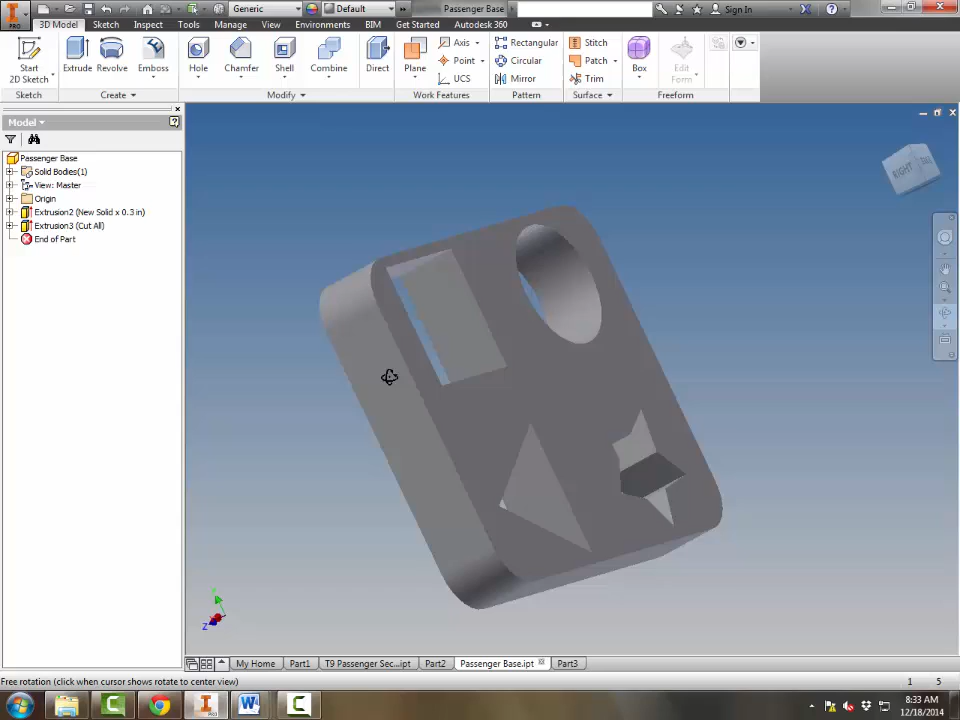 Generic Default Passenger Base Sign In
PRO 3D Model Sketch Inspect Tools Manage View Environments BIM Get Started Autodesk 360
Start
2D Sketch
Extrude Revolve Emboss
Hole Chamfer Shell Combine Direct
Plane
Axis
Point
UCS
Rectangular
Circular
Mirror
Stitch
Patch
Trim
Box Edit
Form
Sketch Create Modify Work Features Pattern Surface Freeform
Model
Passenger Base
Solid Bodies(1)
View: Master
Origin
Extrusion2 (New Solid x 0.3 in)
Extrusion3 (Cut All)
End of Part
RIGHT
Z
My Home Part1 T9 Passenger Sec...ipt Part2 Passenger Base.ipt Part3
Free rotation (click when cursor shows rotate to center view) 1 5
8:33 AM
12/18/2014